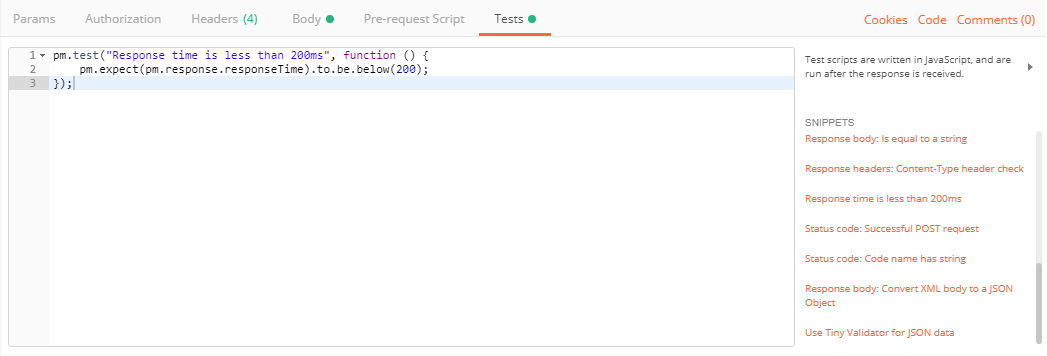 Params Authorization Headers (4) Body Pre-request Script Tests Cookies Code Comments (0)
1 pm.test("Response time is less than 200ms", function () {
2 pm.expect(pm.response.responseTime).to.be.below(200);
3 });
Test scripts are written in JavaScript, and are
run after the response is received.
SNIPPETS
Response body: Is equal to a string
Response headers: Content-Type header check
Response time is less than 200ms
Status code: Successful POST request
Status code: Code name has string
Response body: Convert XML body to a JSON
Object
Use Tiny Validator for JSON data